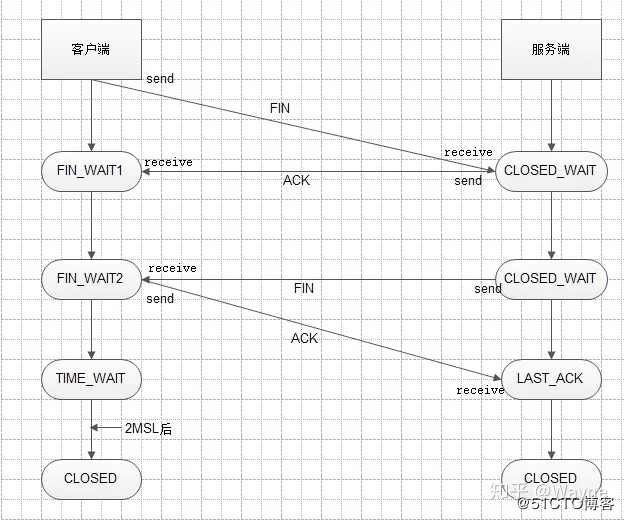 客户端
服务端
send
FIN
receive
receive
FIN_WAIT1
CLOSED_WAIT
ACK
send
receive
FIN_WAIT2
CLOSED_WAIT
FIN
send
send
ACK
TIME_WAIT
LAST_ACK
receive
2MSL后
CLOSED
CLOSED
知乎 @Wayne
@51CTO博客